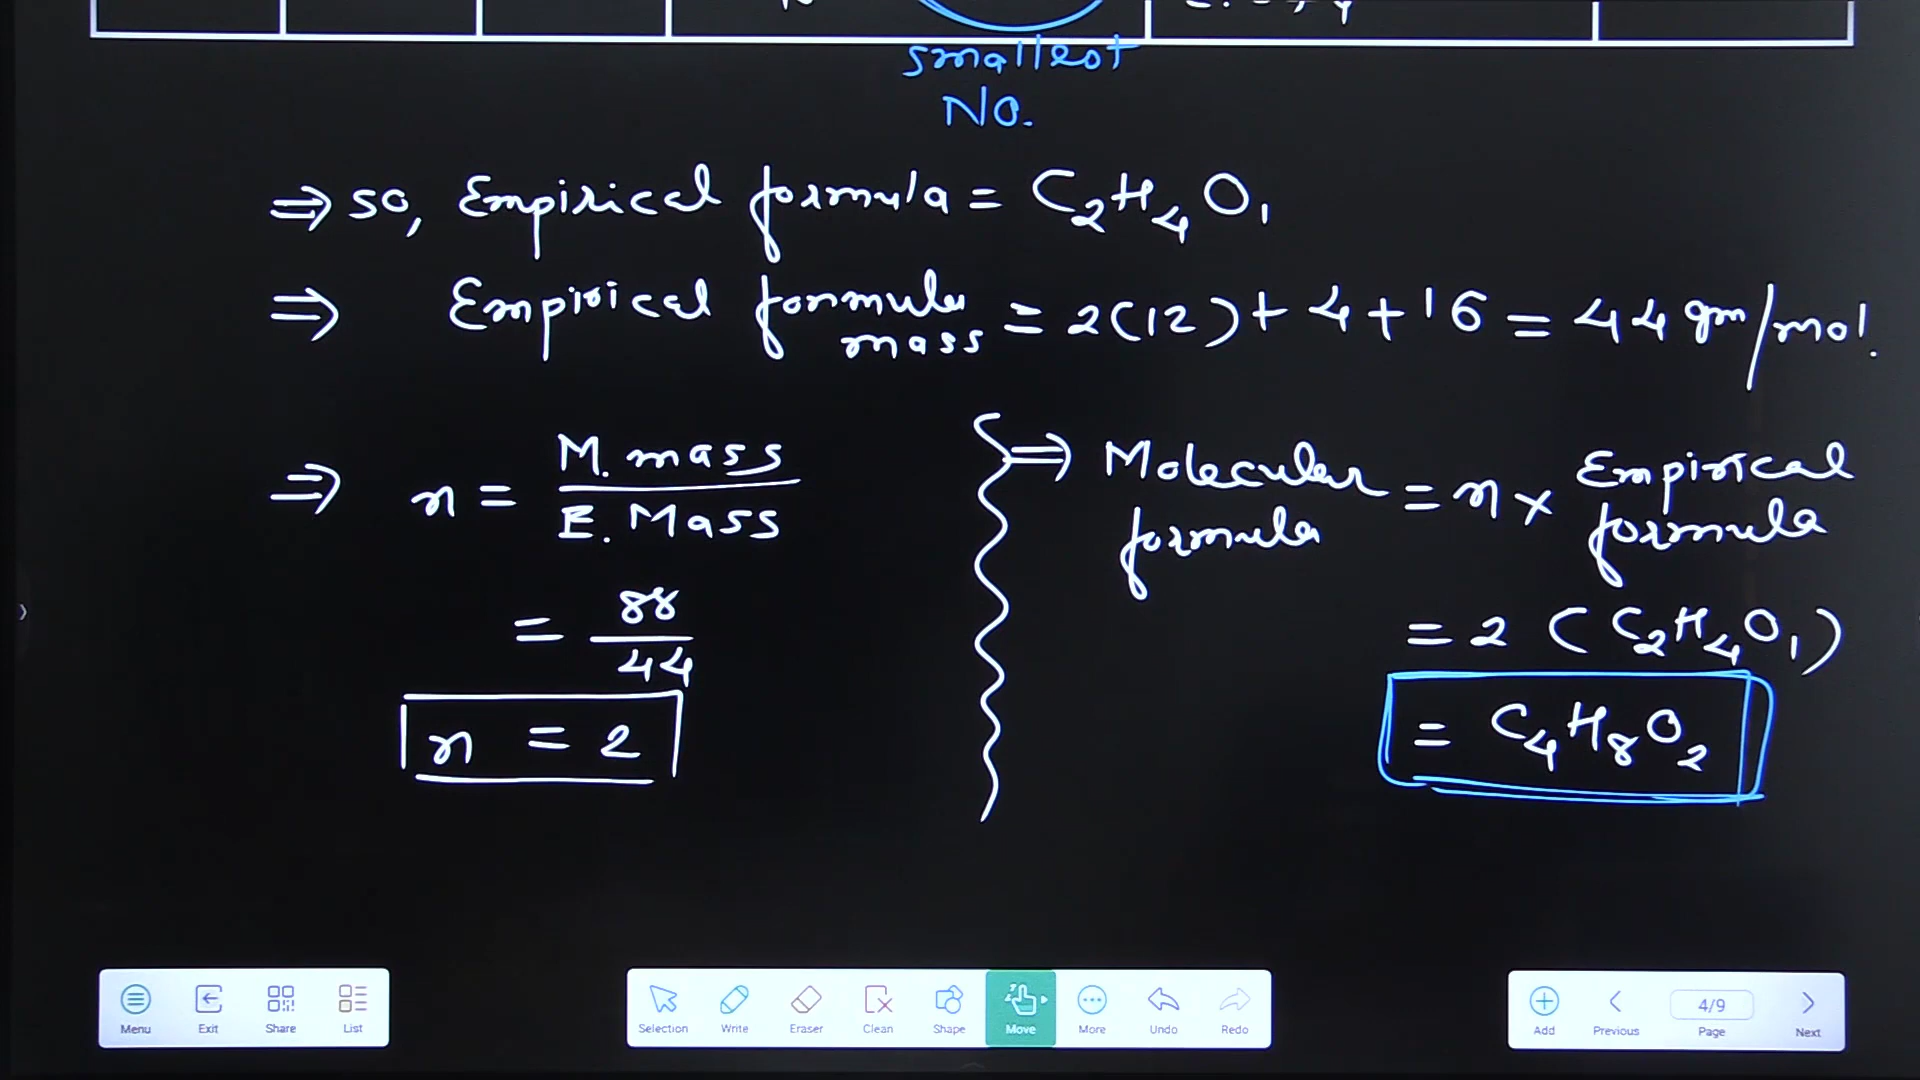 smallest
No.
⇒ so, Empirical formula = C₂H₄O₁
⇒ Empirical formula mass = 2(12) + 4 + 16 = 44 gm/mol.
⇒ n = M. mass / E. Mass
= 88 / 44
n = 2
⇒ Molecular formula = n × Empirical formula
= 2 (C₂H₄O₁)
= C₄H₈O₂
Menu Exit Share List
Selection Write Eraser Clean Shape Move More Undo Redo
Add Previous 4/9 Page Next